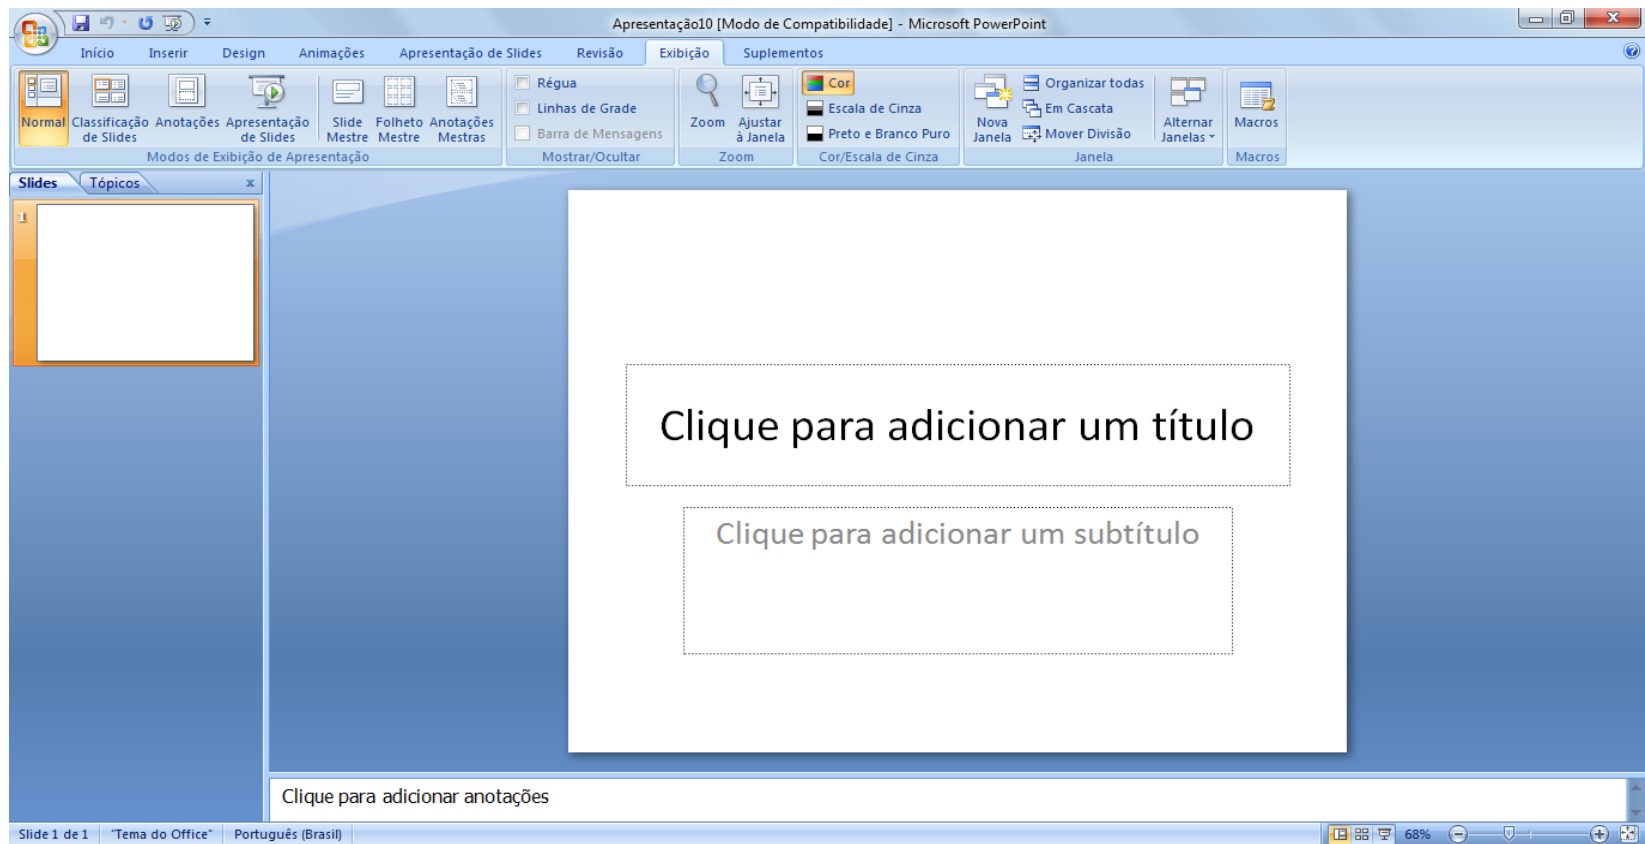 Apresentação10 [Modo de Compatibilidade] - Microsoft PowerPoint
Início Inserir Design Animações Apresentação de Slides Revisão Exibição Suplementos
Normal
Classificação de Slides
Anotações
Apresentação de Slides
Modos de Exibição de Apresentação
Slide Mestre
Folheto Mestre
Anotações Mestras
Régua
Linhas de Grade
Barra de Mensagens
Mostrar/Ocultar
Zoom
Ajustar à Janela
Zoom
Cor
Escala de Cinza
Preto e Branco Puro
Cor/Escala de Cinza
Nova Janela
Organizar todas
Em Cascata
Mover Divisão
Alternar Janelas
Janela
Macros
Macros
Slides Tópicos x
1
Clique para adicionar um título
Clique para adicionar um subtítulo
Clique para adicionar anotações
Slide 1 de 1 "Tema do Office" Português (Brasil) 68%